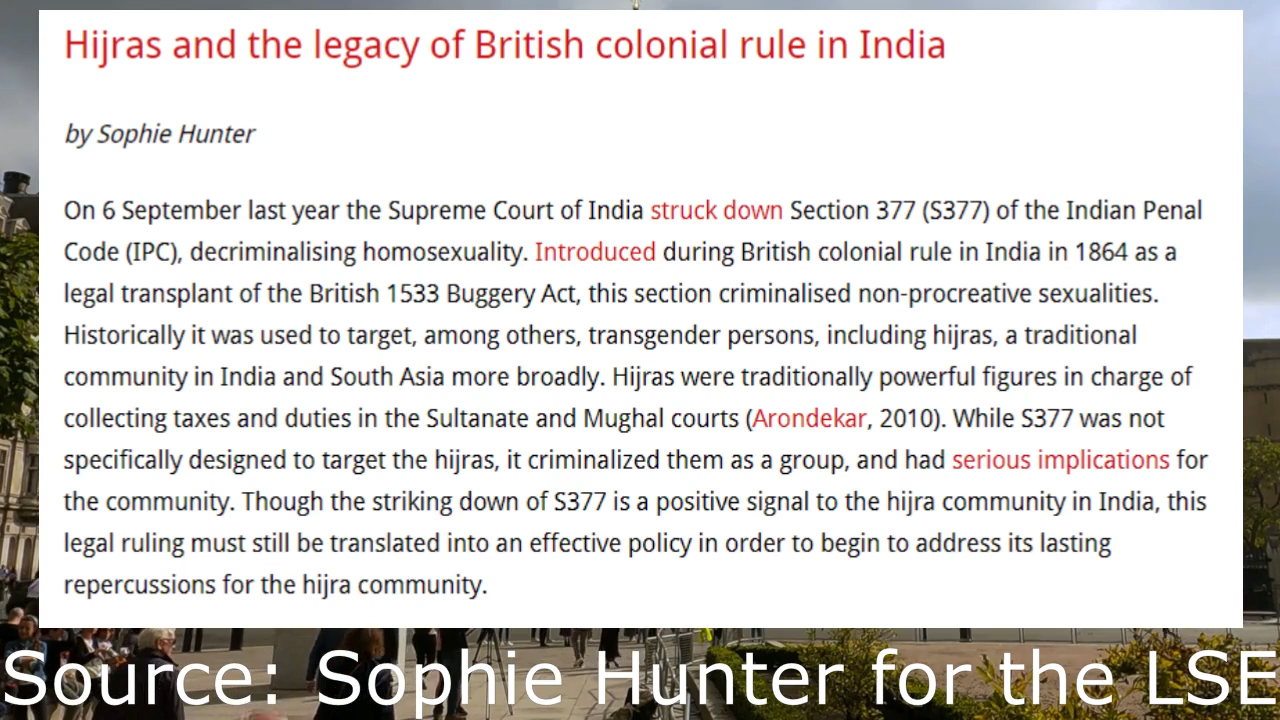 Hijras and the legacy of British colonial rule in India
by Sophie Hunter
On 6 September last year the Supreme Court of India struck down Section 377 (S377) of the Indian Penal
Code (IPC), decriminalising homosexuality. Introduced during British colonial rule in India in 1864 as a
legal transplant of the British 1533 Buggery Act, this section criminalised non-procreative sexualities.
Historically it was used to target, among others, transgender persons, including hijras, a traditional
community in India and South Asia more broadly. Hijras were traditionally powerful figures in charge of
collecting taxes and duties in the Sultanate and Mughal courts (Arondekar, 2010). While S377 was not
specifically designed to target the hijras, it criminalized them as a group, and had serious implications for
the community. Though the striking down of S377 is a positive signal to the hijra community in India, this
legal ruling must still be translated into an effective policy in order to begin to address its lasting
repercussions for the hijra community.
Source: Sophie Hunter for the LSE